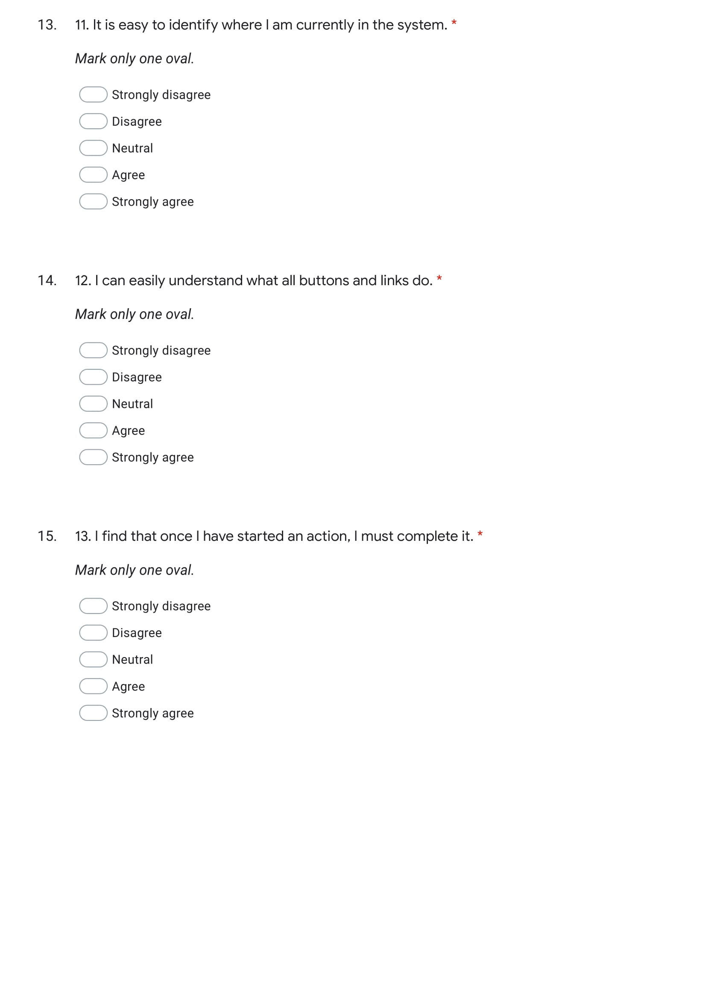 13. 11. It is easy to identify where I am currently in the system. *
Mark only one oval.
Strongly disagree
Disagree
Neutral
Agree
Strongly agree
14. 12. I can easily understand what all buttons and links do. *
Mark only one oval.
Strongly disagree
Disagree
Neutral
Agree
Strongly agree
15. 13. I find that once I have started an action, I must complete it. *
Mark only one oval.
Strongly disagree
Disagree
Neutral
Agree
Strongly agree